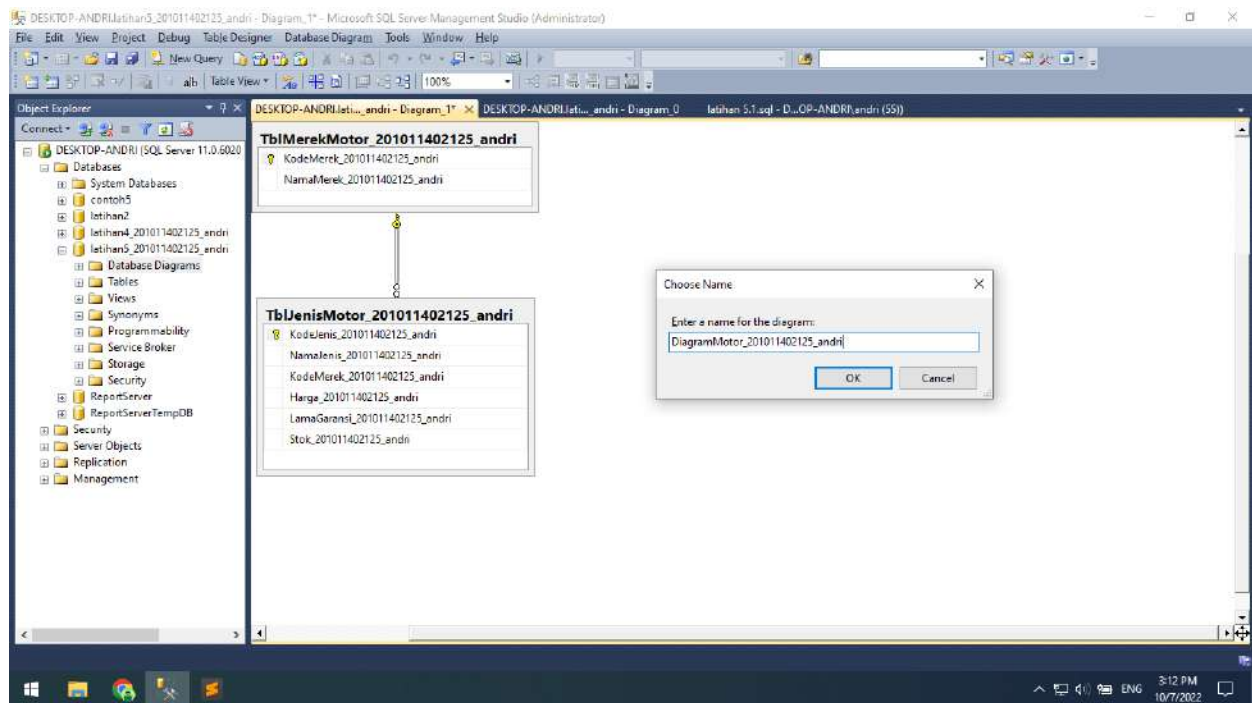 DESKTOP-ANDRI.latihan5_201011402125_andri - Diagram_1* - Microsoft SQL Server Management Studio (Administrator)
File Edit View Project Debug Table Designer Database Diagram Tools Window Help
New Query
Table View 100%
Object Explorer
DESKTOP-ANDRI.lati..._andri - Diagram_1*
DESKTOP-ANDRI.lati..._andri - Diagram_0
latihan 5.1.sql - D...OP-ANDRI\andri (55))
Connect
DESKTOP-ANDRI (SQL Server 11.0.6020
Databases
System Databases
contoh5
latihan2
latihan4_201011402125_andri
latihan5_201011402125_andri
Database Diagrams
Tables
Views
Synonyms
Programmability
Service Broker
Storage
Security
ReportServer
ReportServerTempDB
Security
Server Objects
Replication
Management
TblMerekMotor_201011402125_andri
KodeMerek_201011402125_andri
NamaMerek_201011402125_andri
TblJenisMotor_201011402125_andri
KodeJenis_201011402125_andri
NamaJenis_201011402125_andri
KodeMerek_201011402125_andri
Harga_201011402125_andri
LamaGaransi_201011402125_andri
Stok_201011402125_andri
Choose Name
Enter a name for the diagram:
DiagramMotor_201011402125_andri
OK Cancel
ENG
3:12 PM
10/7/2022